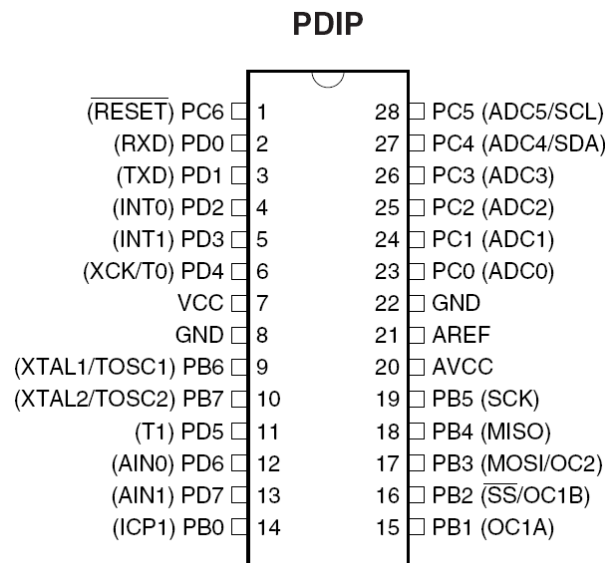 PDIP
(RESET) PC6 1 28 PC5 (ADC5/SCL)
(RXD) PD0 2 27 PC4 (ADC4/SDA)
(TXD) PD1 3 26 PC3 (ADC3)
(INT0) PD2 4 25 PC2 (ADC2)
(INT1) PD3 5 24 PC1 (ADC1)
(XCK/T0) PD4 6 23 PC0 (ADC0)
VCC 7 22 GND
GND 8 21 AREF
(XTAL1/TOSC1) PB6 9 20 AVCC
(XTAL2/TOSC2) PB7 10 19 PB5 (SCK)
(T1) PD5 11 18 PB4 (MISO)
(AIN0) PD6 12 17 PB3 (MOSI/OC2)
(AIN1) PD7 13 16 PB2 (SS/OC1B)
(ICP1) PB0 14 15 PB1 (OC1A)